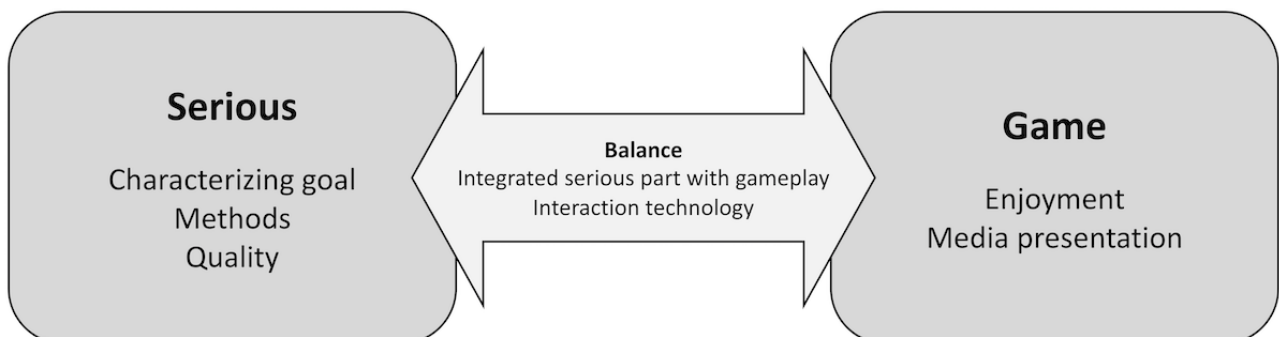 Serious
Characterizing goal
Methods
Quality
Balance
Integrated serious part with gameplay
Interaction technology
Game
Enjoyment
Media presentation